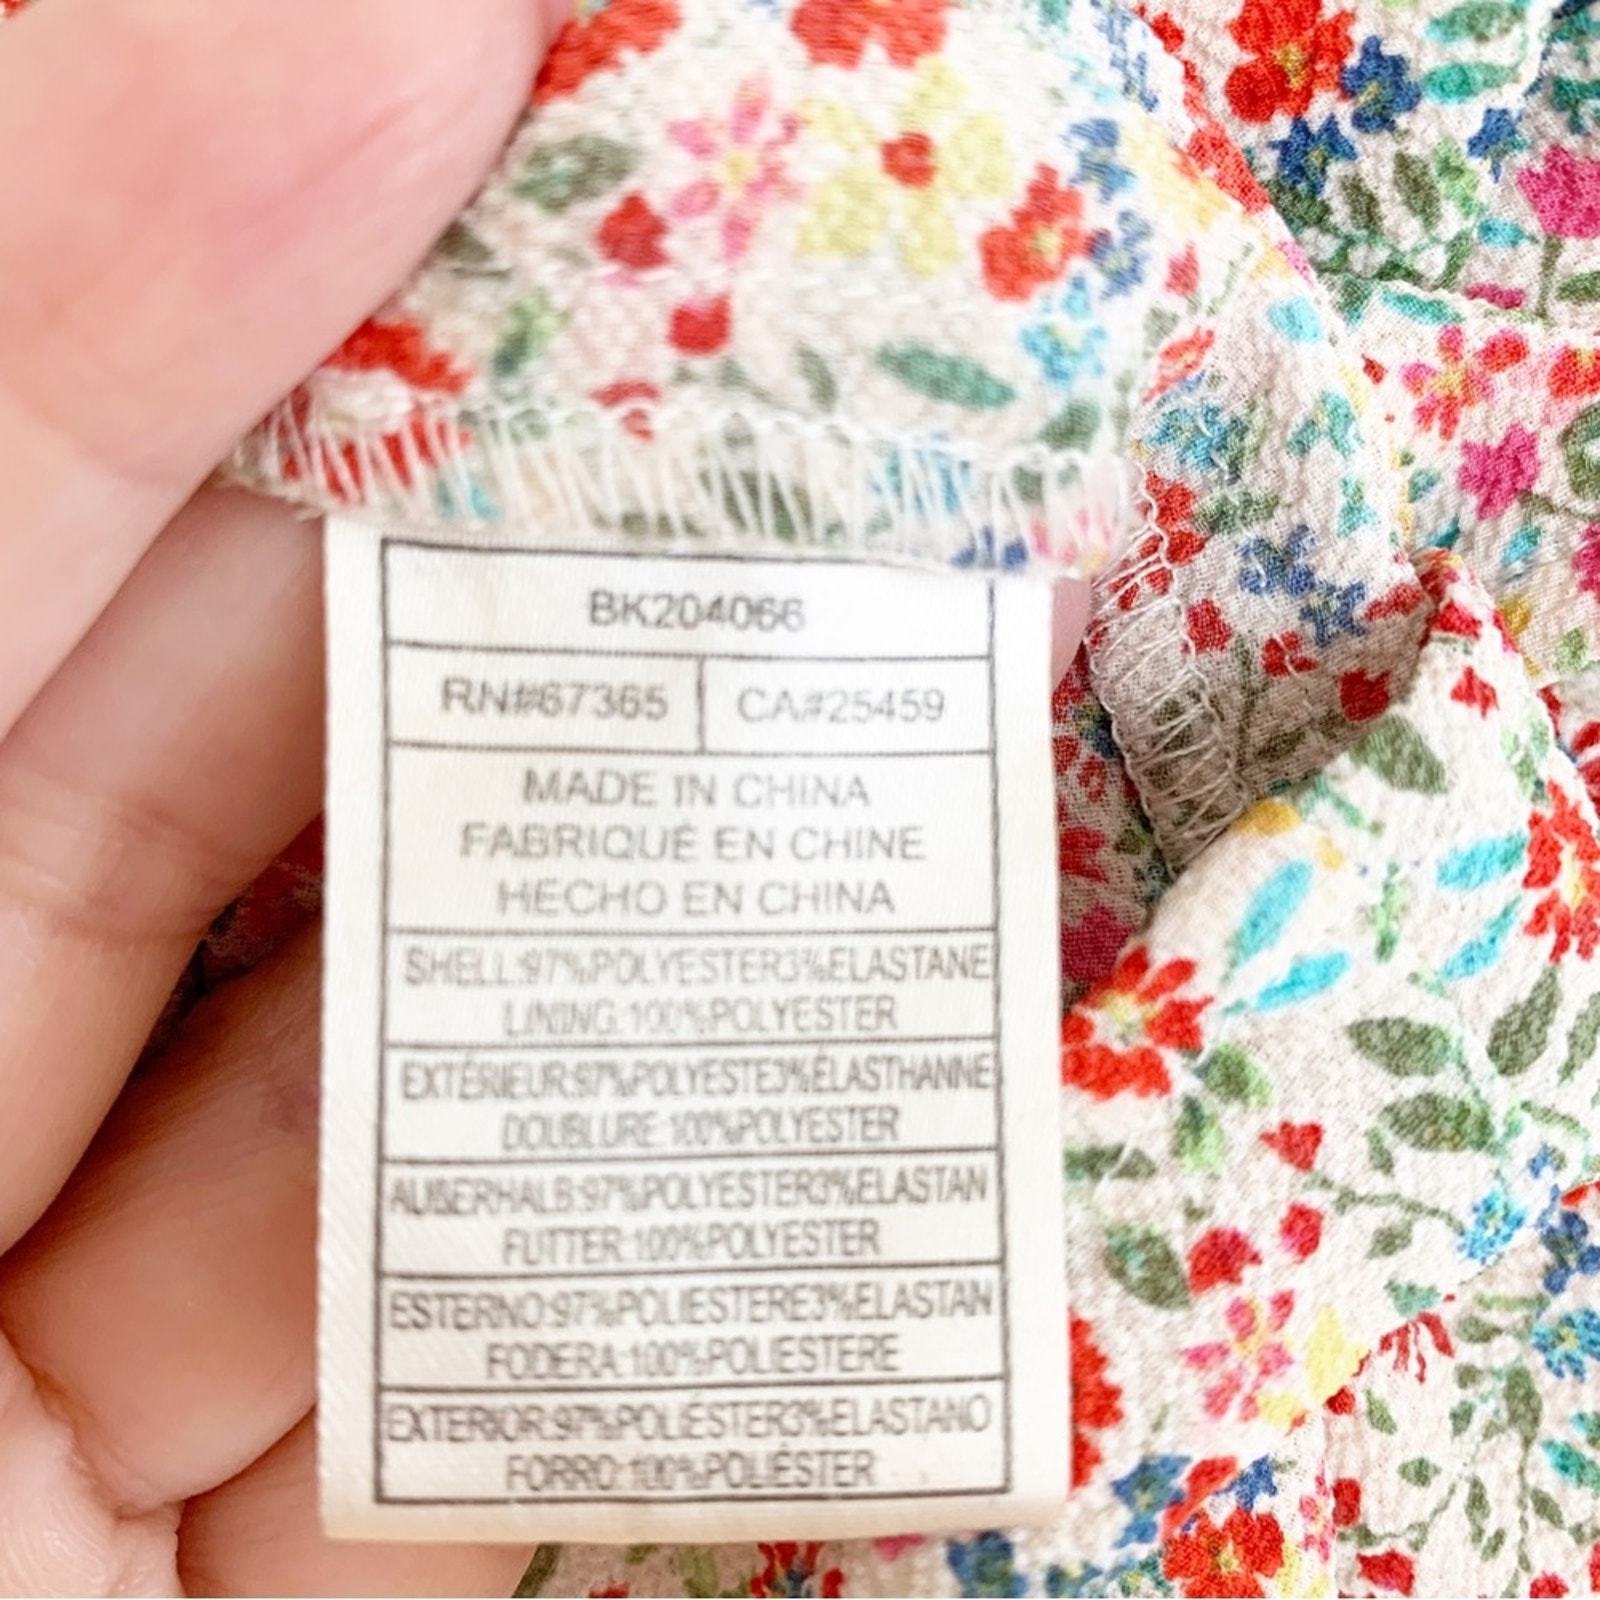 BK204066
RN#67365 CA#25459
MADE IN CHINA
FABRIQUÉ EN CHINE
HECHO EN CHINA
SHELL:97%POLYESTER3%ELASTANE
LINING:100%POLYESTER
EXTÉRIEUR:97%POLYESTE3%ÉLASTHANNE
DOUBLURE:100%POLYESTER
AUßERHALB:97%POLYESTER3%ELASTAN
FUTTER:100%POLYESTER
ESTERNO:97%POLIESTERE3%ELASTAN
FODERA:100%POLIESTERE
EXTERIOR:97%POLIÉSTER3%ELASTANO
FORRO:100%POLIÉSTER